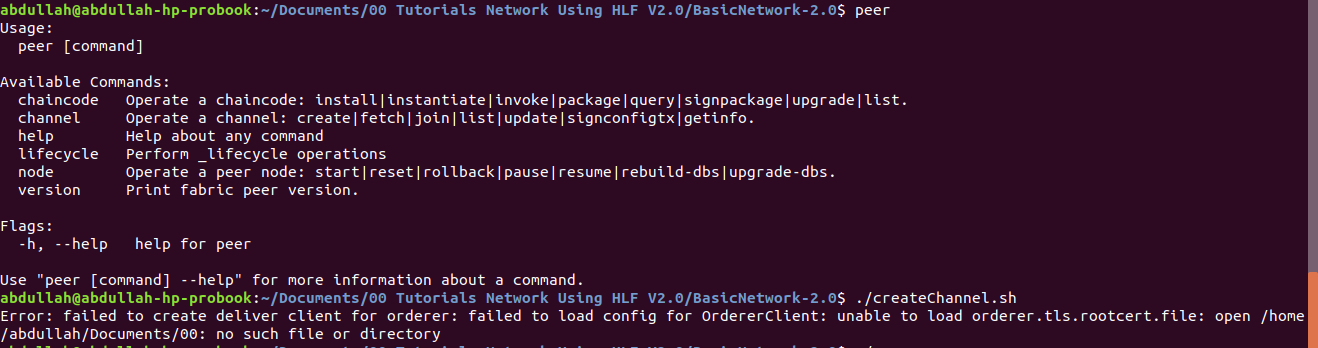 abdullah@abdullah-hp-probook:~/Documents/00 Tutorials Network Using HLF V2.0/BasicNetwork-2.0$ peer
Usage:
  peer [command]

Available Commands:
  chaincode   Operate a chaincode: install|instantiate|invoke|package|query|signpackage|upgrade|list.
  channel     Operate a channel: create|fetch|join|list|update|signconfigtx|getinfo.
  help        Help about any command
  lifecycle   Perform _lifecycle operations
  node        Operate a peer node: start|reset|rollback|pause|resume|rebuild-dbs|upgrade-dbs.
  version     Print fabric peer version.

Flags:
  -h, --help   help for peer

Use "peer [command] --help" for more information about a command.
abdullah@abdullah-hp-probook:~/Documents/00 Tutorials Network Using HLF V2.0/BasicNetwork-2.0$ ./createChannel.sh
Error: failed to create deliver client for orderer: failed to load config for OrdererClient: unable to load orderer.tls.rootcert.file: open /home
/abdullah/Documents/00: no such file or directory